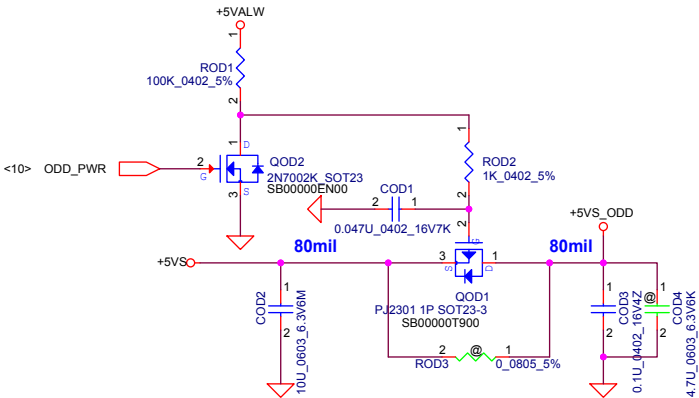 +5VALW
1
ROD1
100K_0402_5%
2
1
D
<10>
ODD_PWR
2
G
QOD2
2N7002K_SOT23
SB00000EN00
3
S
1
ROD2
1K_0402_5%
2
COD1
2
1
0.047U_0402_16V7K
2
G
+5VS_ODD
80mil
80mil
+5VS
3
S
D
1
QOD1
PJ2301 1P SOT23-3
SB00000T900
1
COD2
10U_0603_6.3V6M
2
1
COD3
0.1U_0402_16V4Z
2
1
@
COD4
4.7U_0603_6.3V6K
2
2
@
1
ROD3
0_0805_5%